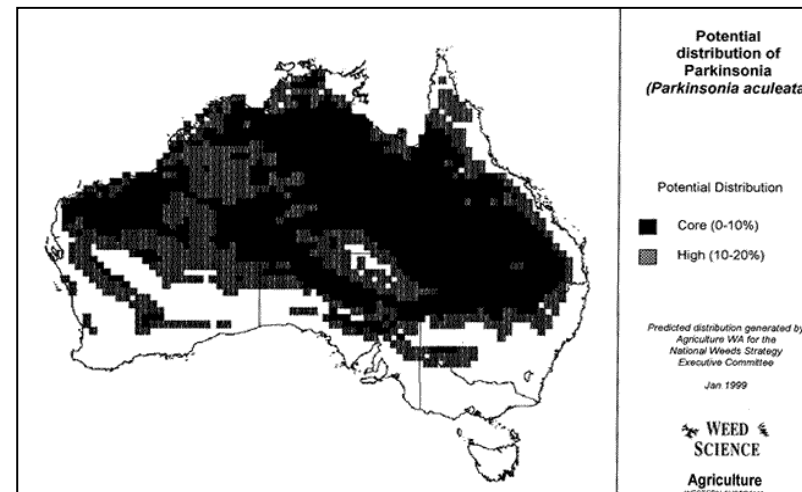 Potential
distribution of
Parkinsonia
(Parkinsonia aculeata
Potential Distribution
Core (0-10%)
High (10-20%)
Predicted distribution generated by
Agriculture WA for the
National Weeds Strategy
Executive Committee
Jan 1999
WEED
SCIENCE
Agriculture